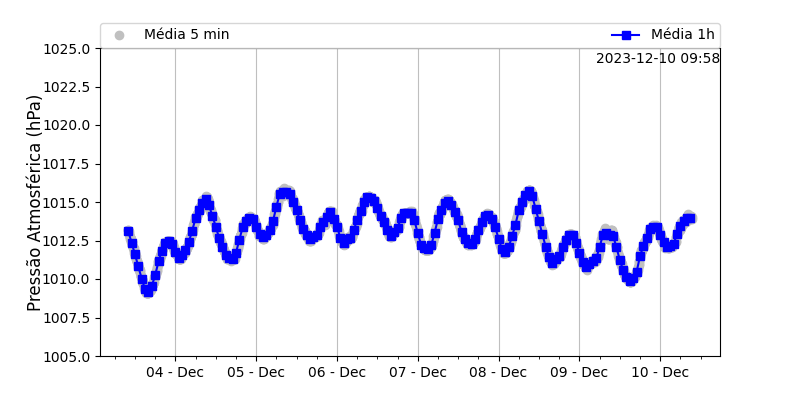 Média 5 min
Média 1h
2023-12-10 09:58
Pressão Atmosférica (hPa)
1025.0
1022.5
1020.0
1017.5
1015.0
1012.5
1010.0
1007.5
1005.0
04 - Dec
05 - Dec
06 - Dec
07 - Dec
08 - Dec
09 - Dec
10 - Dec